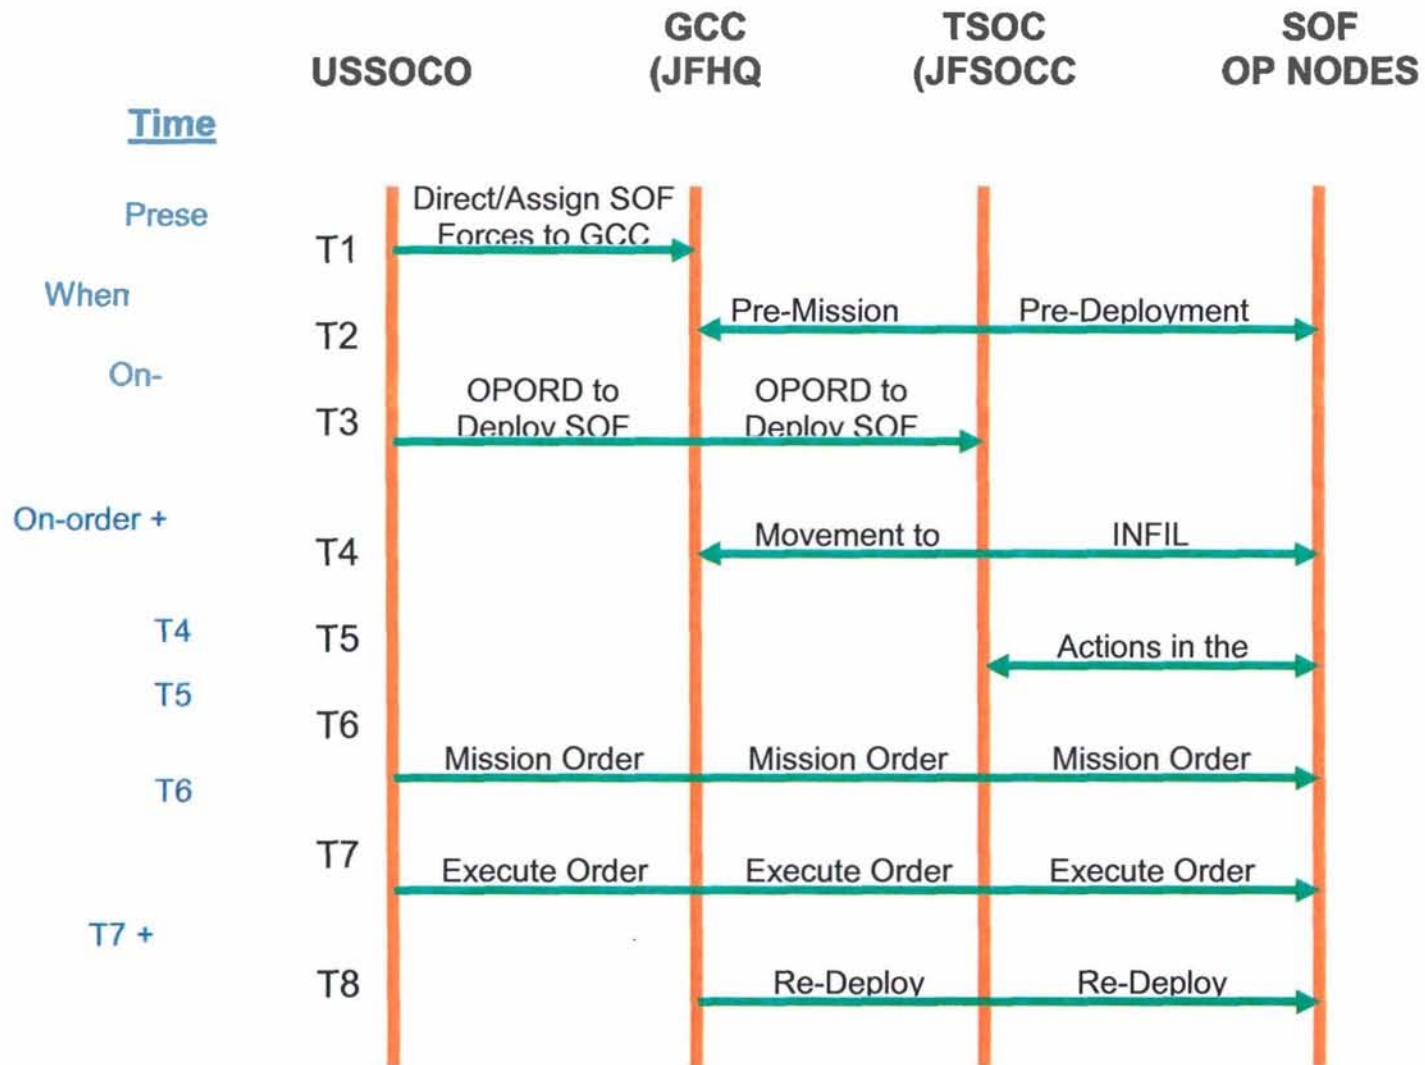 GCC
TSOC
SOF
USSOCO
(JFHQ
(JFSOCC
OP NODES
Time
Direct/Assign SOF
Prese
Forces to GCC
T1
When
Pre-Mission
Pre-Deployment
T2
On-
OPORD to
OPORD to
T3
Deploy SOF
Deploy SOF
On-order +
Movement to
INFIL
T4
T4
T5
Actions in the
T5
T6
Mission Order
Mission Order
Mission Order
T6
T7
Execute Order
Execute Order
Execute Order
T7 +
T8
Re-Deploy
Re-Deploy